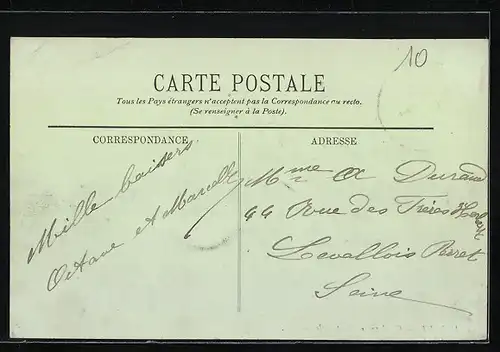 10
CARTE POSTALE
Tous les Pays étrangers n'acceptent pas la Correspondance au recto.
(Se renseigner à la Poste).
CORRESPONDANCE
Mille baisers
Octave et Marcelle
ADRESSE
Mme A Durand
44 Rue des Frères Herbert
Levallois Perret
Seine